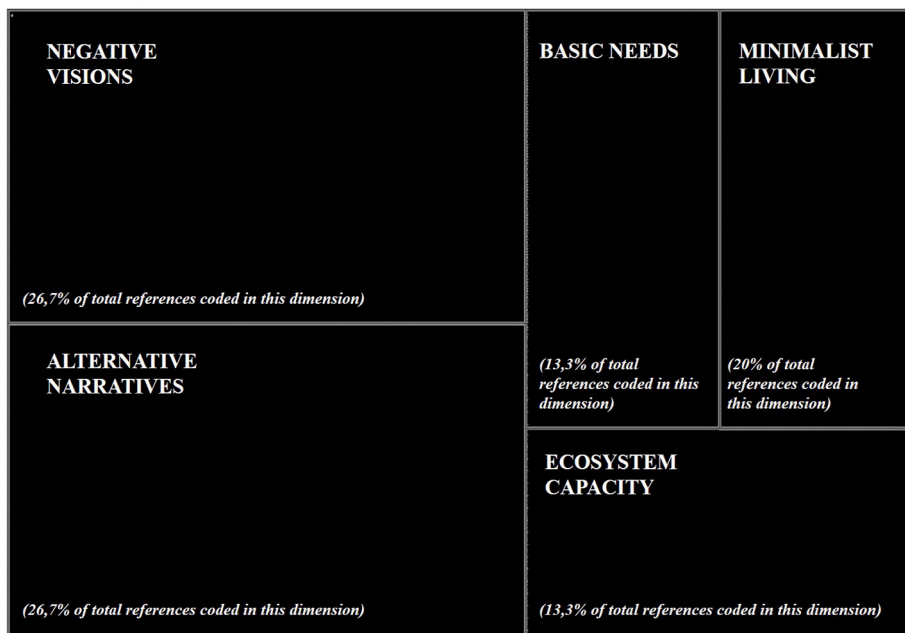 NEGATIVE
VISIONS
(26,7% of total references coded in this dimension)
BASIC NEEDS
(13,3% of total
references coded in this
dimension)
MINIMALIST
LIVING
(20% of total
references coded in
this dimension)
ALTERNATIVE
NARRATIVES
(26,7% of total references coded in this dimension)
ECOSYSTEM
CAPACITY
(13,3% of total references coded in this dimension)